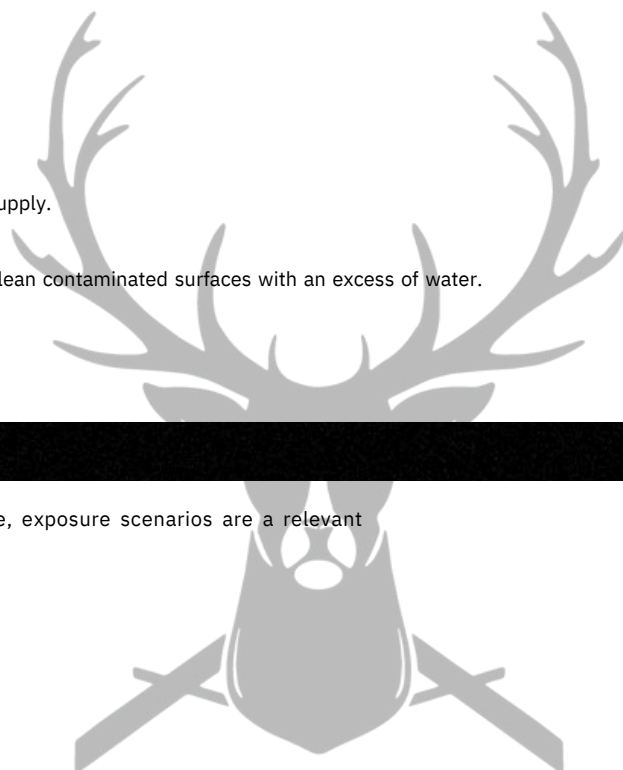 upply.
lean contaminated surfaces with an excess of water.
e, exposure scenarios are a relevant